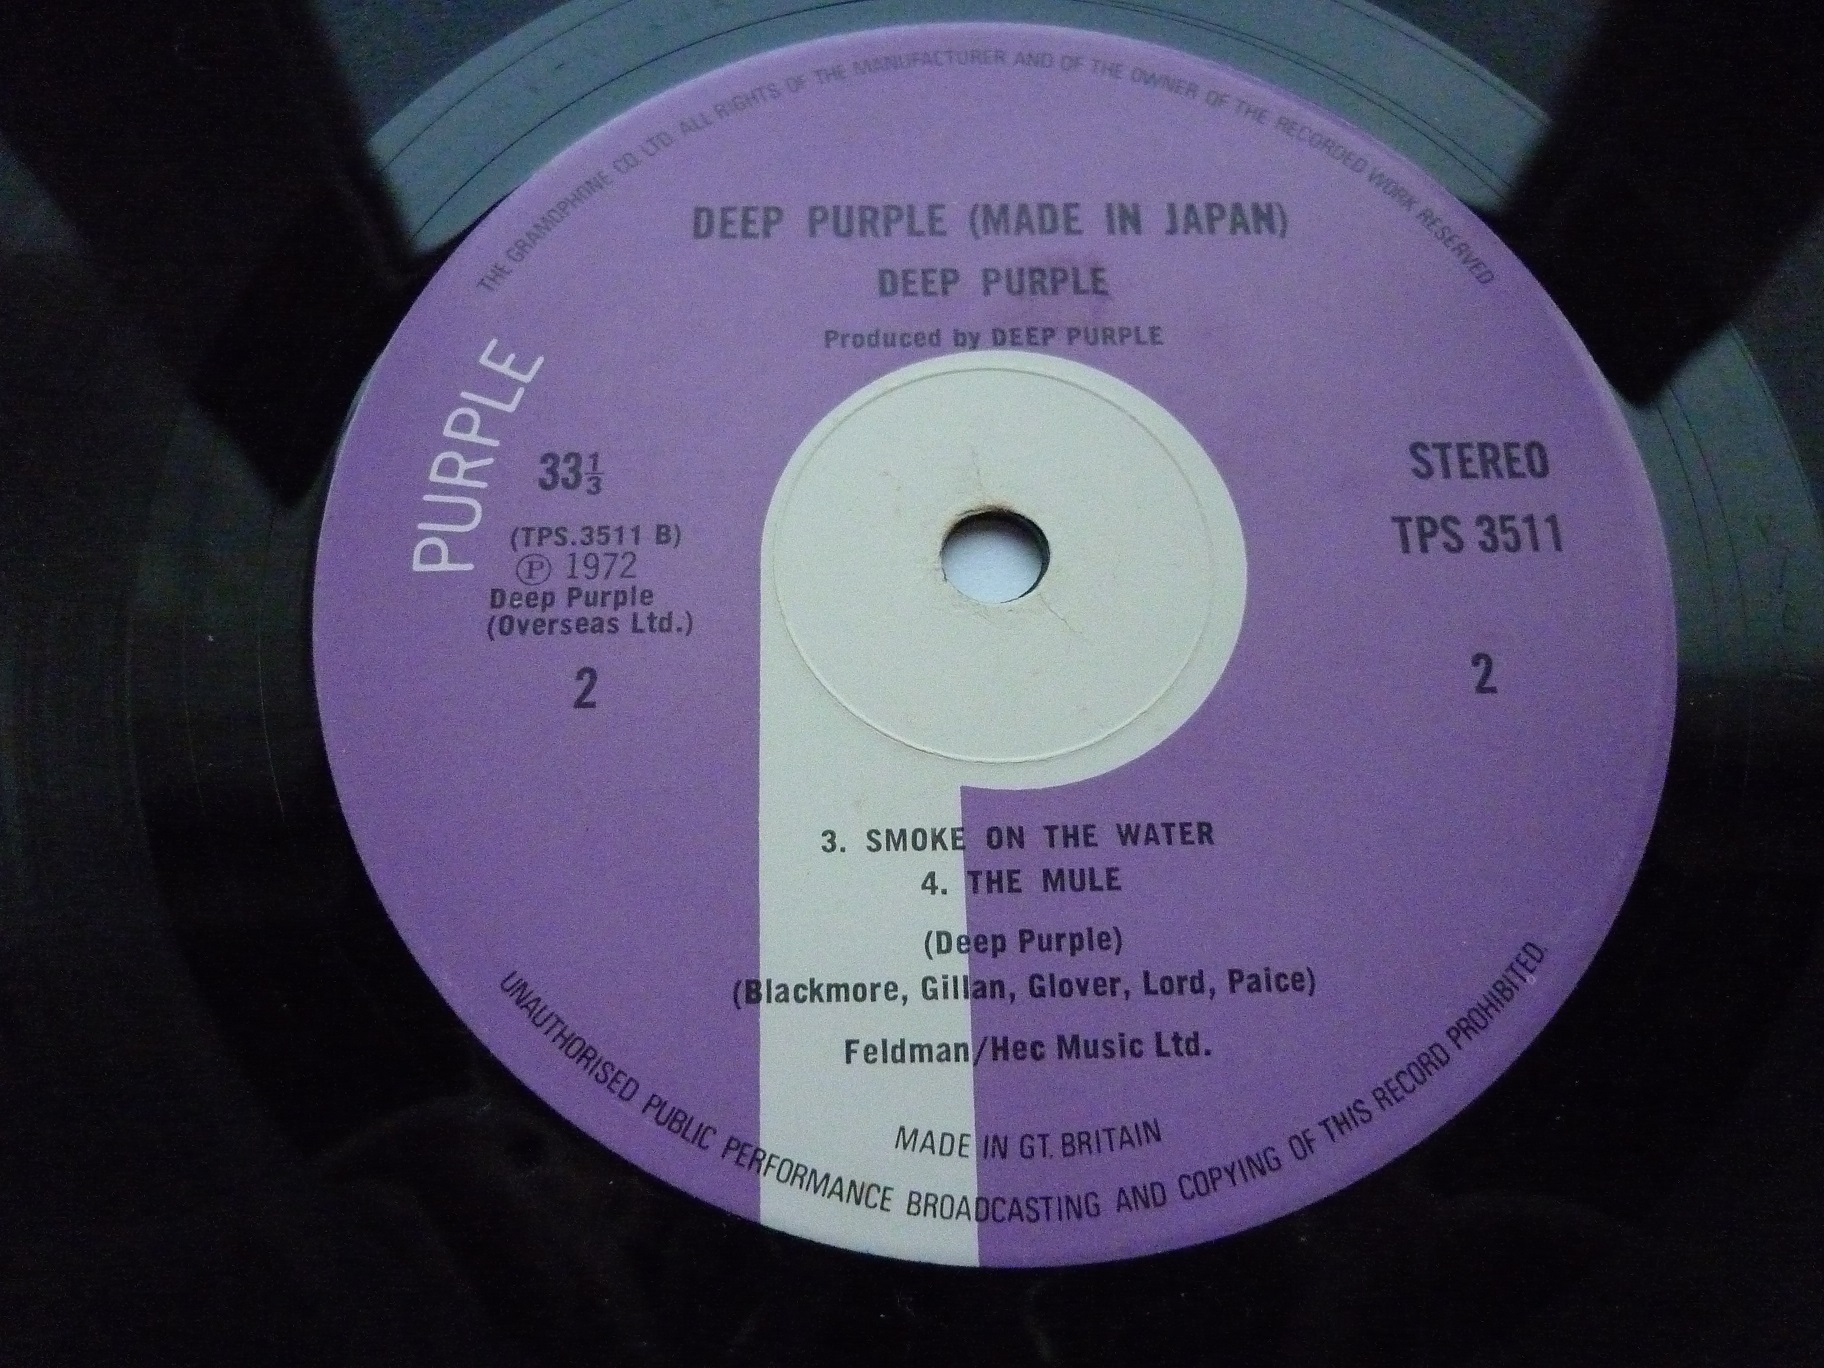 THE GRAMOPHONE CO. LTD. ALL RIGHTS OF THE MANUFACTURER AND OF THE OWNER OF THE RECORDED WORK RESERVED
DEEP PURPLE (MADE IN JAPAN)
DEEP PURPLE
Produced by DEEP PURPLE
PURPLE
33⅓
(TPS.3511 B)
Ⓟ 1972
Deep Purple
(Overseas Ltd.)
2
STEREO
TPS 3511
2
3. SMOKE ON THE WATER
4. THE MULE
(Deep Purple)
(Blackmore, Gillan, Glover, Lord, Paice)
Feldman/Hec Music Ltd.
MADE IN GT. BRITAIN
UNAUTHORISED PUBLIC PERFORMANCE BROADCASTING AND COPYING OF THIS RECORD PROHIBITED.